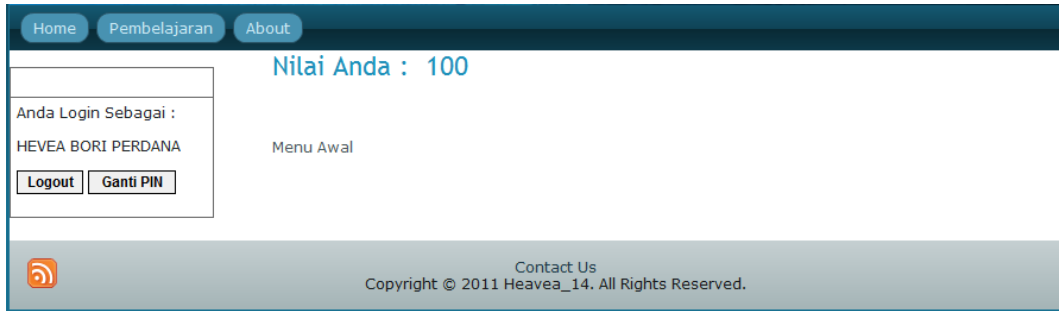 Home Pembelajaran About
Nilai Anda : 100
Anda Login Sebagai :
HEVEA BORI PERDANA
Logout Ganti PIN
Menu Awal
Contact Us
Copyright © 2011 Heavea_14. All Rights Reserved.